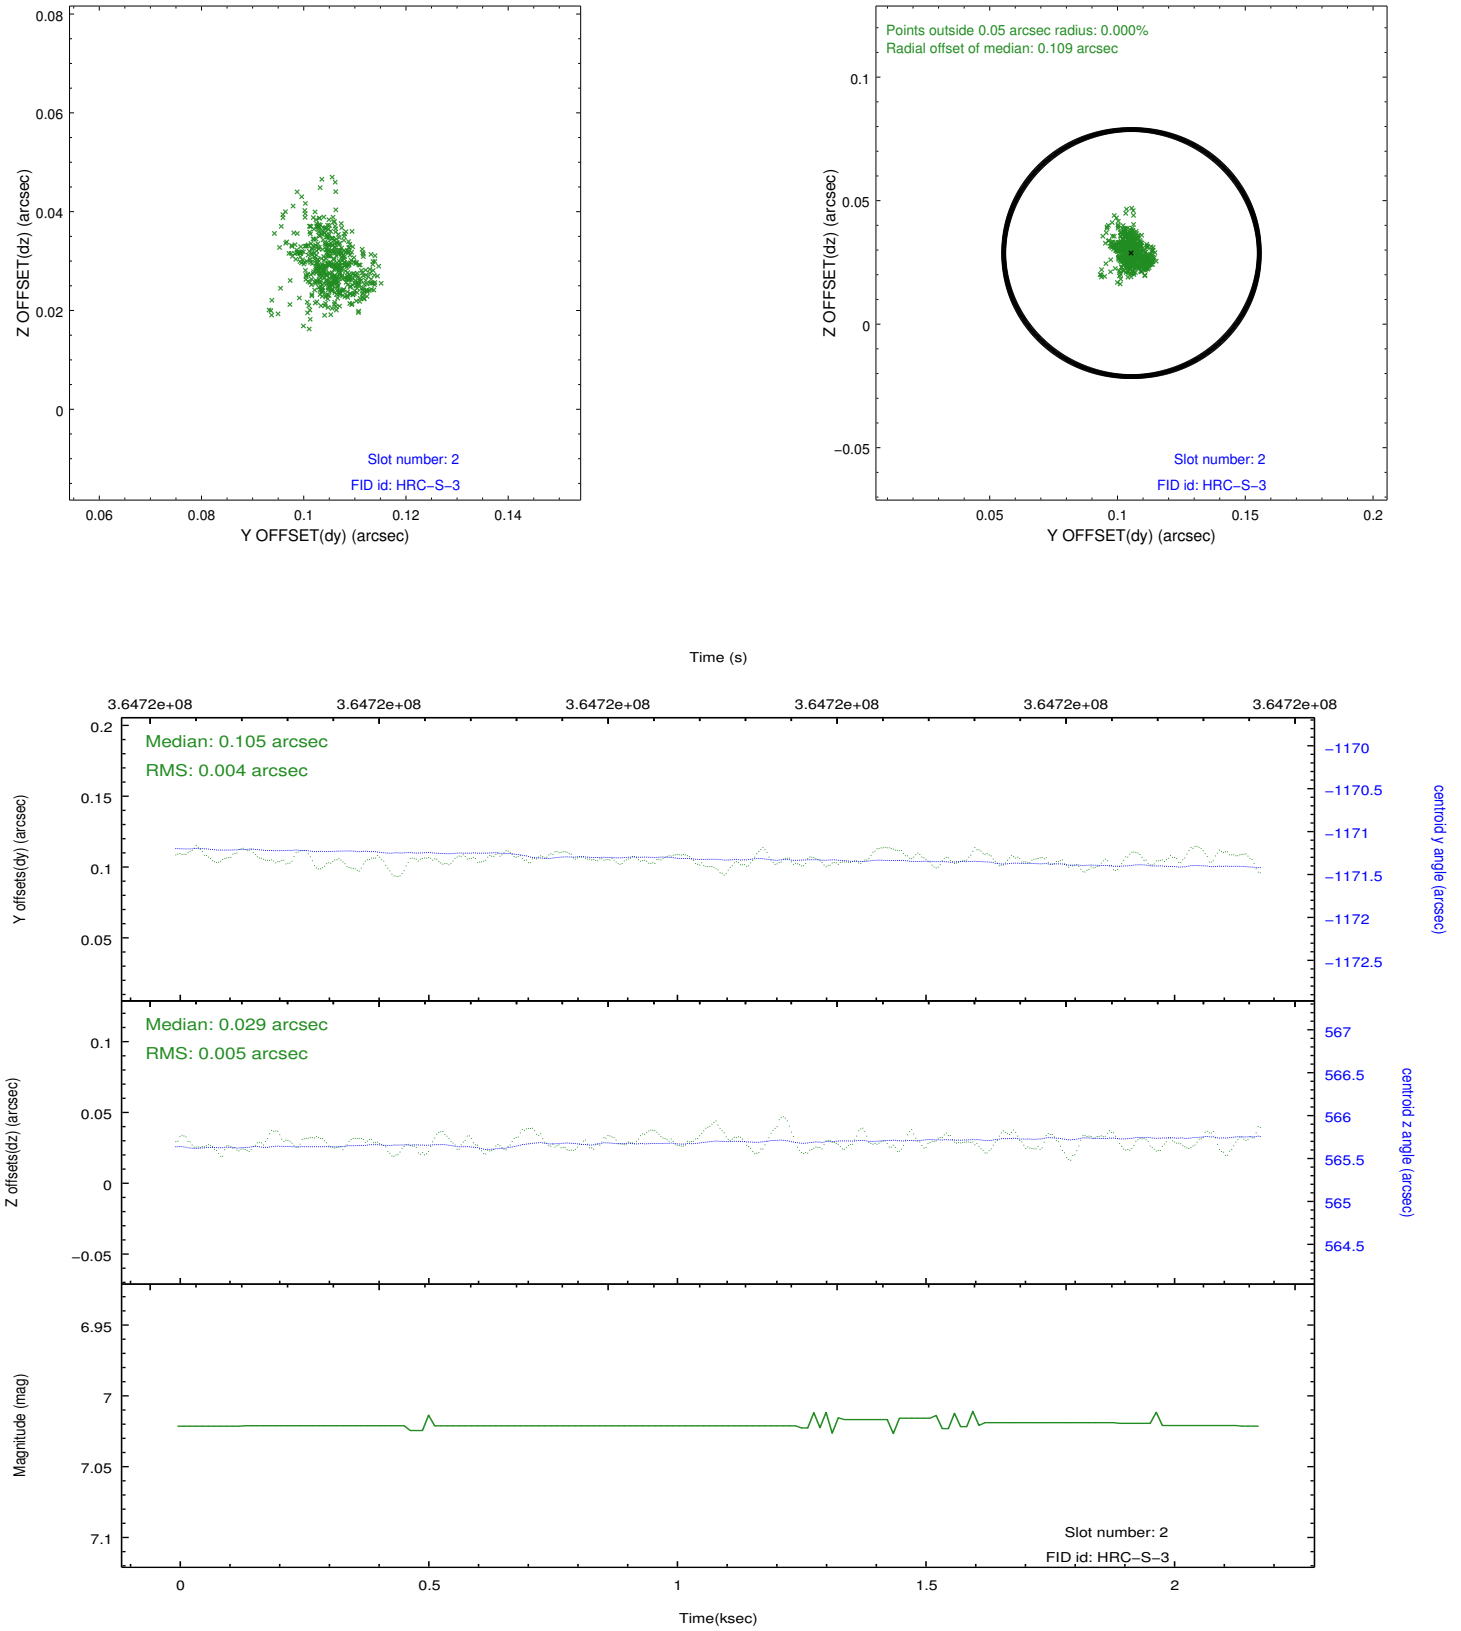 0.08
0.06
0.04
0.02
0
Z OFFSET(dz) (arcsec)
Slot number: 2
FID id: HRC−S−3
0.06 0.08 0.1 0.12 0.14
Y OFFSET(dy) (arcsec)
Points outside 0.05 arcsec radius: 0.000%
Radial offset of median: 0.109 arcsec
0.1
0.05
0
−0.05
Z OFFSET(dz) (arcsec)
Slot number: 2
FID id: HRC−S−3
0.05 0.1 0.15 0.2
Y OFFSET(dy) (arcsec)
Time (s)
3.6472e+08 3.6472e+08 3.6472e+08 3.6472e+08 3.6472e+08 3.6472e+08
Median: 0.105 arcsec
RMS: 0.004 arcsec
0.2
0.15
0.1
0.05
Y offsets(dy) (arcsec)
−1170
−1170.5
−1171
−1171.5
−1172
−1172.5
centroid y angle (arcsec)
Median: 0.029 arcsec
RMS: 0.005 arcsec
0.1
0.05
0
−0.05
Z offsets(dz) (arcsec)
567
566.5
566
565.5
565
564.5
centroid z angle (arcsec)
6.95
7
7.05
7.1
Magnitude (mag)
Slot number: 2
FID id: HRC−S−3
0 0.5 1 1.5 2
Time(ksec)